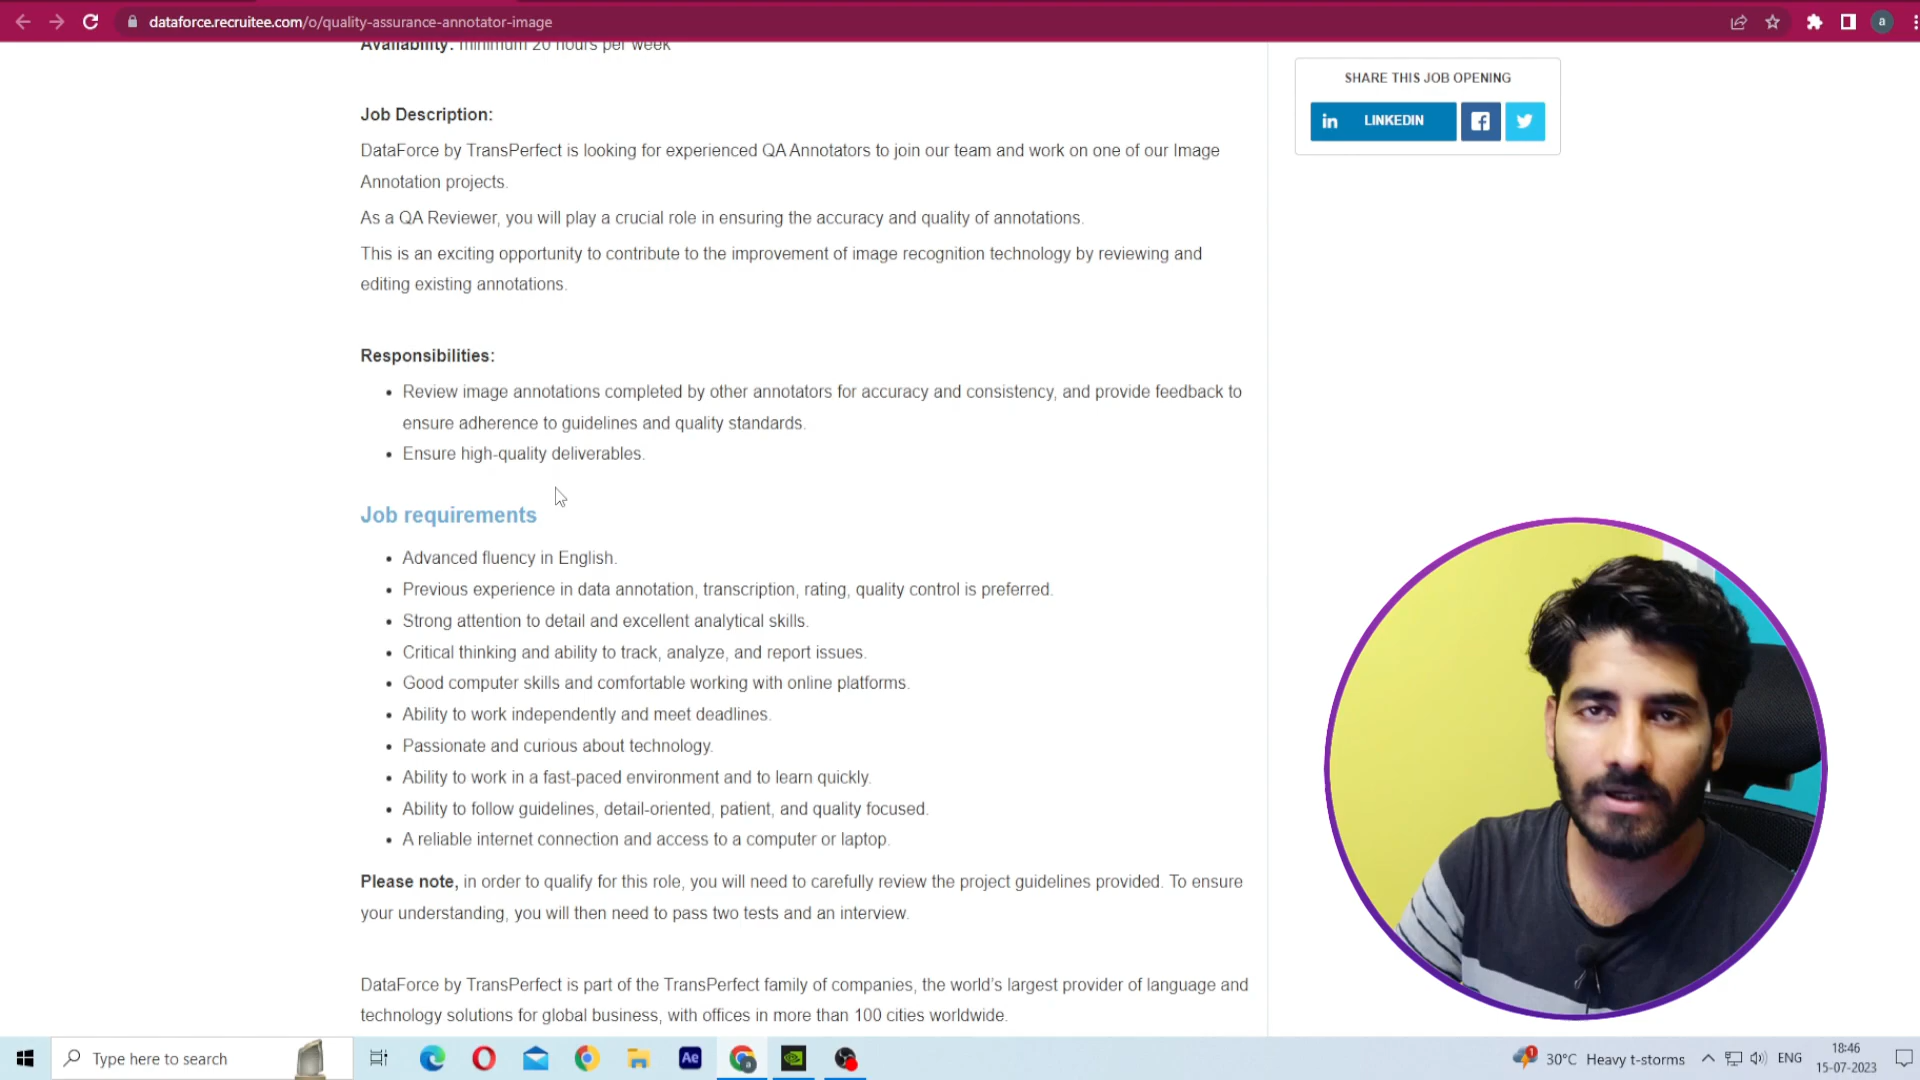 dataforce.recruitee.com/o/quality-assurance-annotator-image
a
Availability: minimum 20 hours per week
SHARE THIS JOB OPENING
in LINKEDIN
Job Description:
DataForce by TransPerfect is looking for experienced QA Annotators to join our team and work on one of our Image
Annotation projects.
As a QA Reviewer, you will play a crucial role in ensuring the accuracy and quality of annotations.
This is an exciting opportunity to contribute to the improvement of image recognition technology by reviewing and
editing existing annotations.
Responsibilities:
• Review image annotations completed by other annotators for accuracy and consistency, and provide feedback to
ensure adherence to guidelines and quality standards.
• Ensure high-quality deliverables.
Job requirements
• Advanced fluency in English.
• Previous experience in data annotation, transcription, rating, quality control is preferred.
• Strong attention to detail and excellent analytical skills.
• Critical thinking and ability to track, analyze, and report issues.
• Good computer skills and comfortable working with online platforms.
• Ability to work independently and meet deadlines.
• Passionate and curious about technology.
• Ability to work in a fast-paced environment and to learn quickly.
• Ability to follow guidelines, detail-oriented, patient, and quality focused.
• A reliable internet connection and access to a computer or laptop.
Please note, in order to qualify for this role, you will need to carefully review the project guidelines provided. To ensure
your understanding, you will then need to pass two tests and an interview.
DataForce by TransPerfect is part of the TransPerfect family of companies, the world's largest provider of language and
technology solutions for global business, with offices in more than 100 cities worldwide.
Type here to search
Ae
a
1
30°C Heavy t-storms
ENG
18:46
15-07-2023